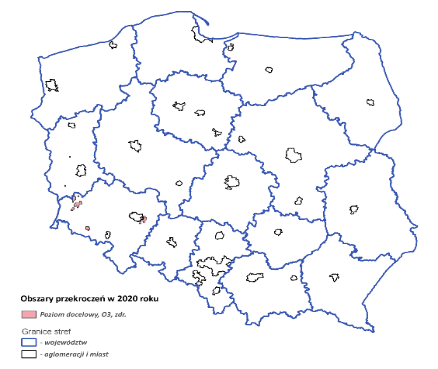 Obszary przekroczeń w 2020 roku
Poziom docelowy, O3, zdr.
Granice stref
- województw
- aglomeracji i miast